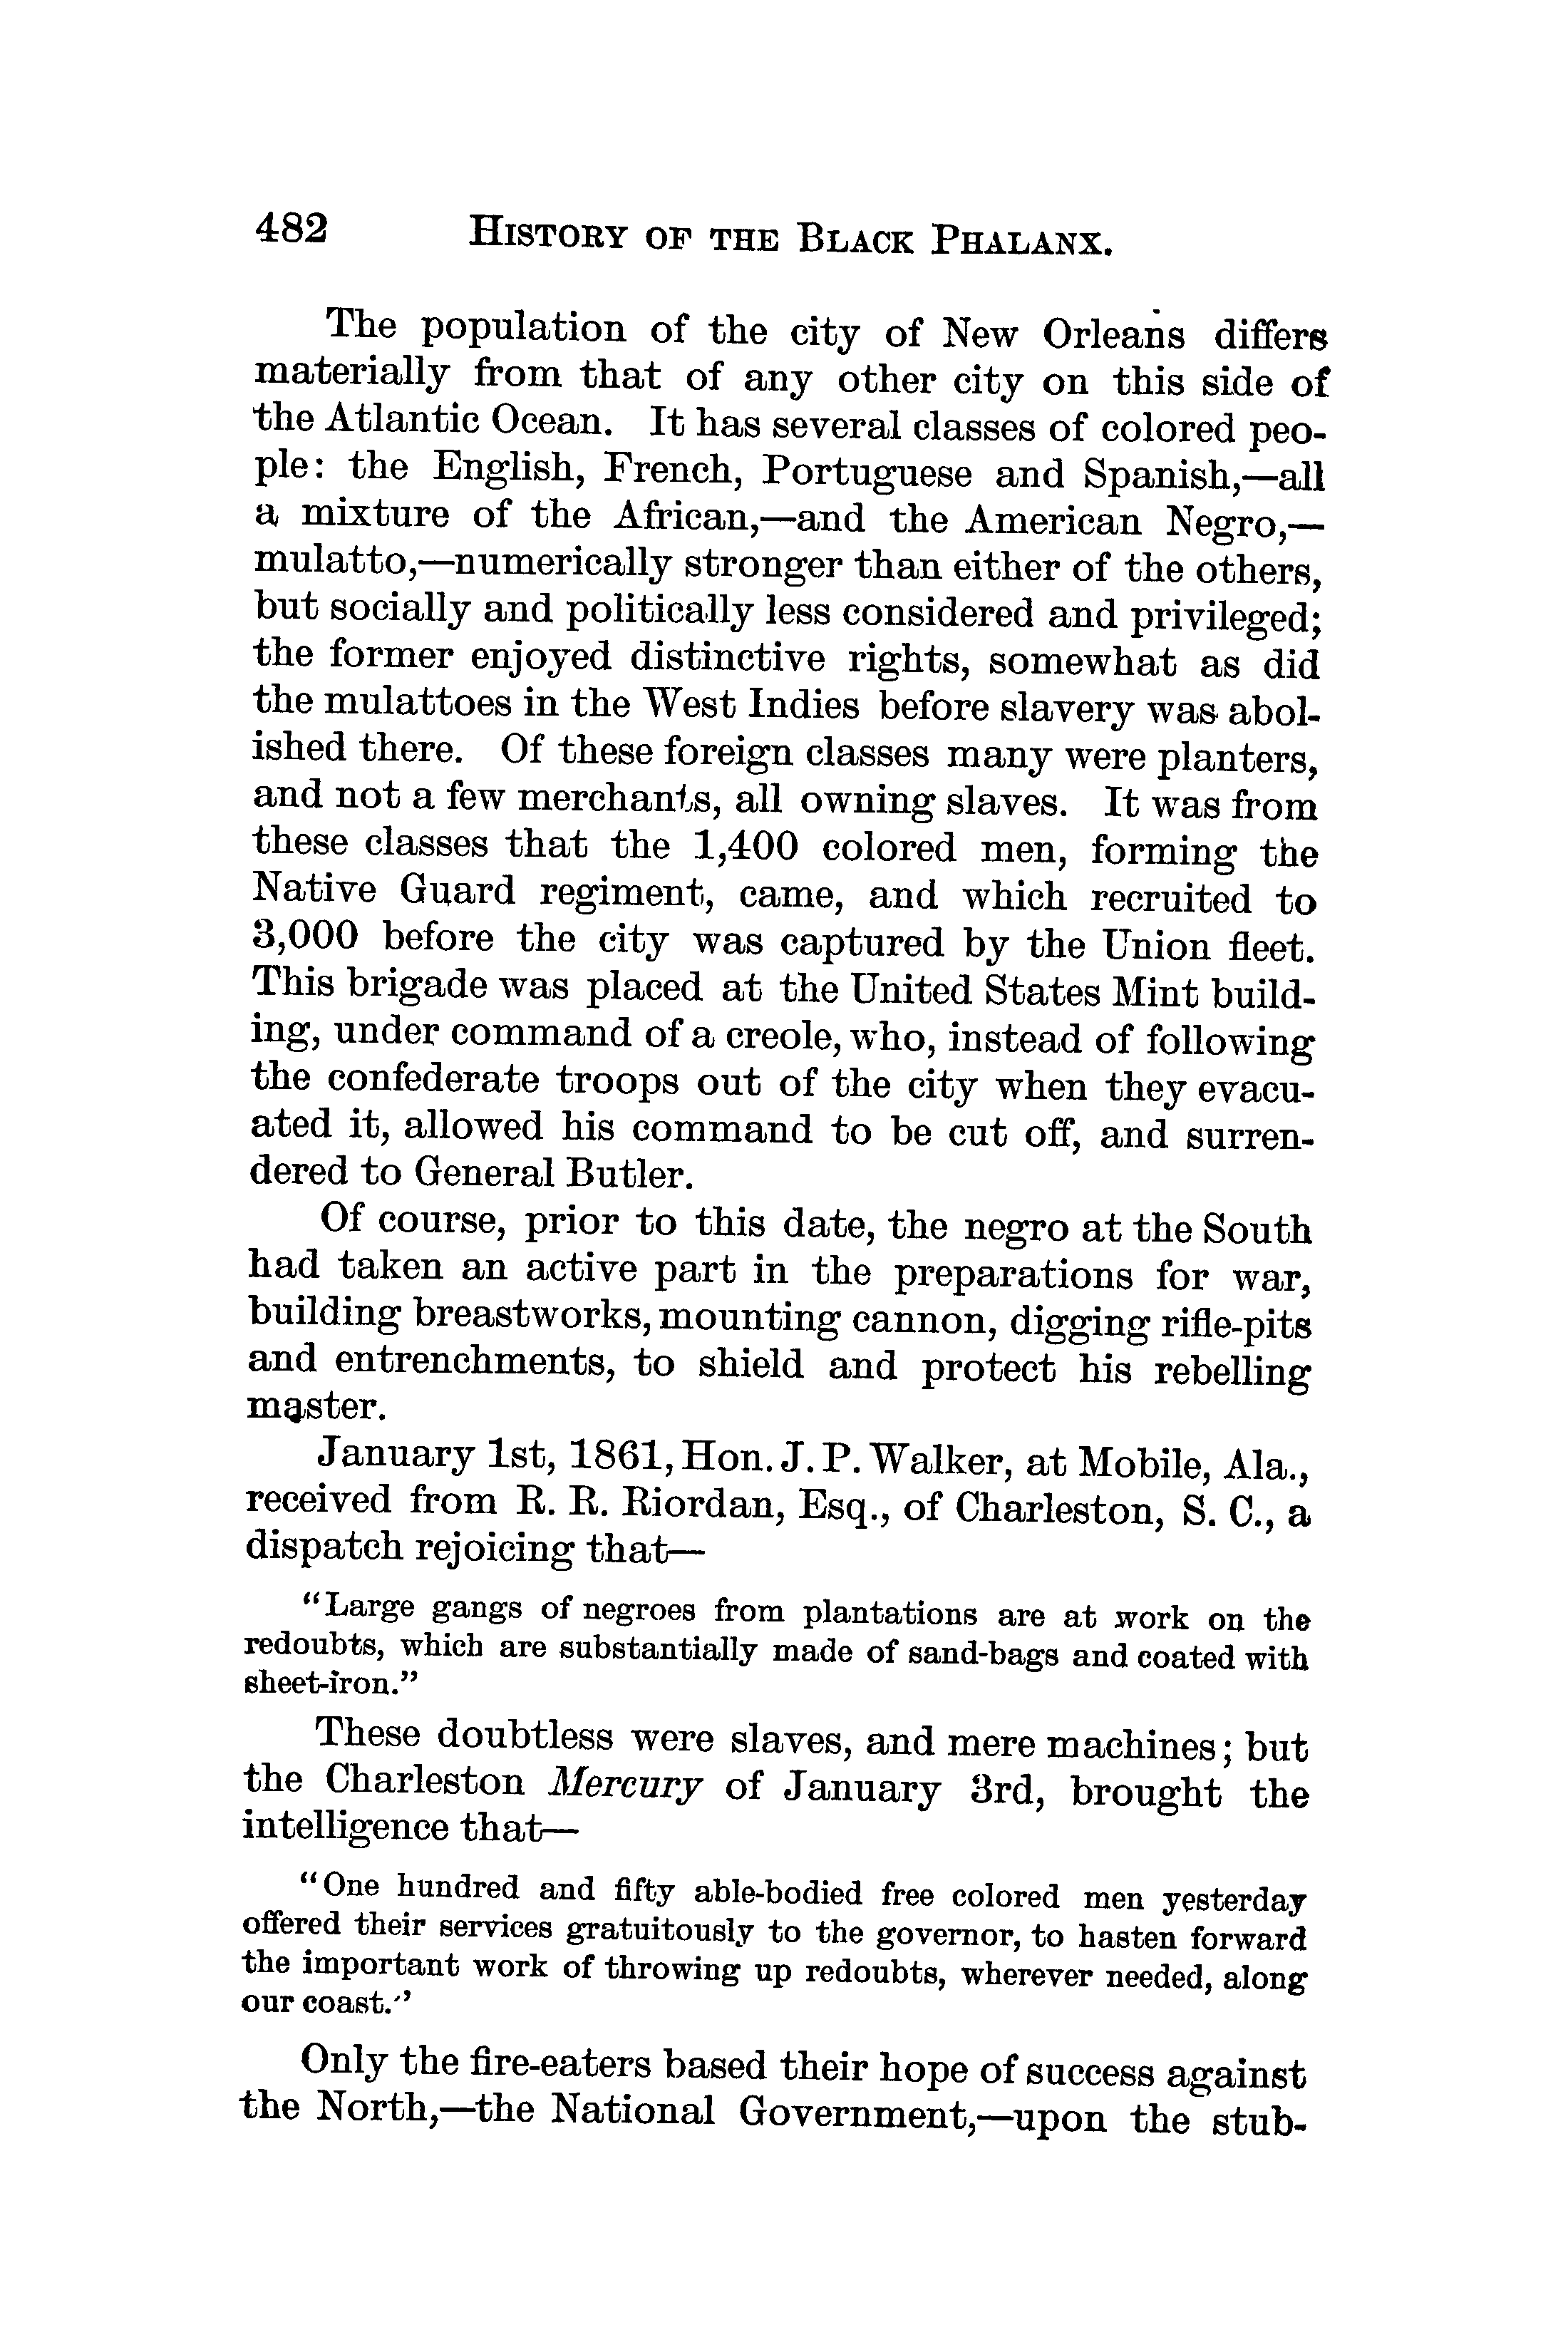 482 HISTORY OF THE BLACK PHALANX.
The population of the city of New Orleans differs
materially from that of any other city on this side of
the Atlantic Ocean. It has several classes of colored peo-
ple: the English, French, Portuguese and Spanish,—all
a mixture of the African,—and the American Negro,—
mulatto,—numerically stronger than either of the others,
but socially and politically less considered and privileged;
the former enjoyed distinctive rights, somewhat as did
the mulattoes in the West Indies before slavery was abol-
ished there. Of these foreign classes many were planters,
and not a few merchants, all owning slaves. It was from
these classes that the 1,400 colored men, forming the
Native Guard regiment, came, and which recruited to
3,000 before the city was captured by the Union fleet.
This brigade was placed at the United States Mint build-
ing, under command of a creole, who, instead of following
the confederate troops out of the city when they evacu-
ated it, allowed his command to be cut off, and surren-
dered to General Butler.
Of course, prior to this date, the negro at the South
had taken an active part in the preparations for war,
building breastworks, mounting cannon, digging rifle-pits
and entrenchments, to shield and protect his rebelling
master.
January 1st, 1861, Hon. J. P. Walker, at Mobile, Ala.,
received from R. R. Riordan, Esq., of Charleston, S. C., a
dispatch rejoicing that—
“Large gangs of negroes from plantations are at work on the
redoubts, which are substantially made of sand-bags and coated with
sheet-iron.”
These doubtless were slaves, and mere machines; but
the Charleston Mercury of January 3rd, brought the
intelligence that—
“One hundred and fifty able-bodied free colored men yesterday
offered their services gratuitously to the governor, to hasten forward
the important work of throwing up redoubts, wherever needed, along
our coast.”
Only the fire-eaters based their hope of success against
the North,—the National Government,—upon the stub-